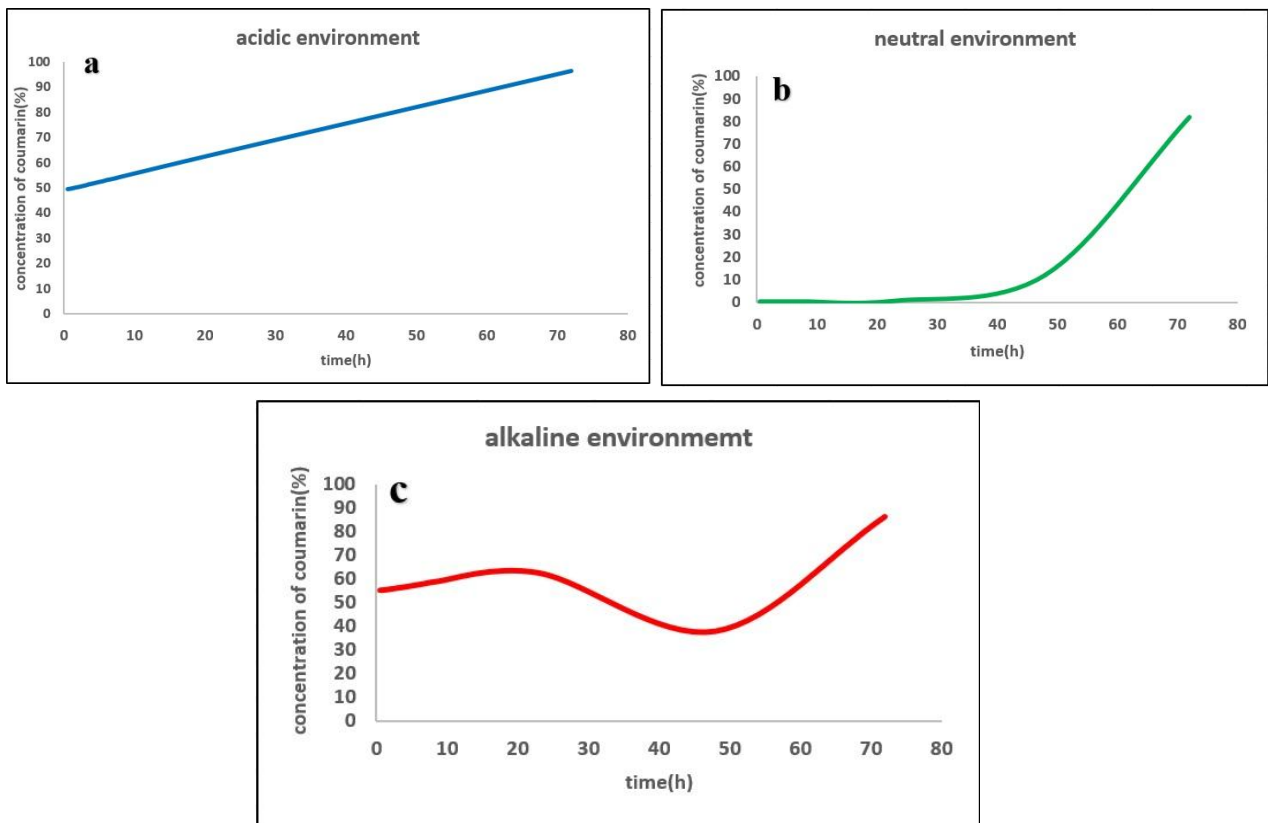 acidic environment
a
concentration of coumarin(%)
100
90
80
70
60
50
40
30
20
10
0
0 10 20 30 40 50 60 70 80
time(h)
neutral environment
b
concentration of coumarin(%)
100
90
80
70
60
50
40
30
20
10
0
0 10 20 30 40 50 60 70 80
time(h)
alkaline environmemt
c
concentration of coumarin(%)
100
90
80
70
60
50
40
30
20
10
0
0 10 20 30 40 50 60 70 80
time(h)